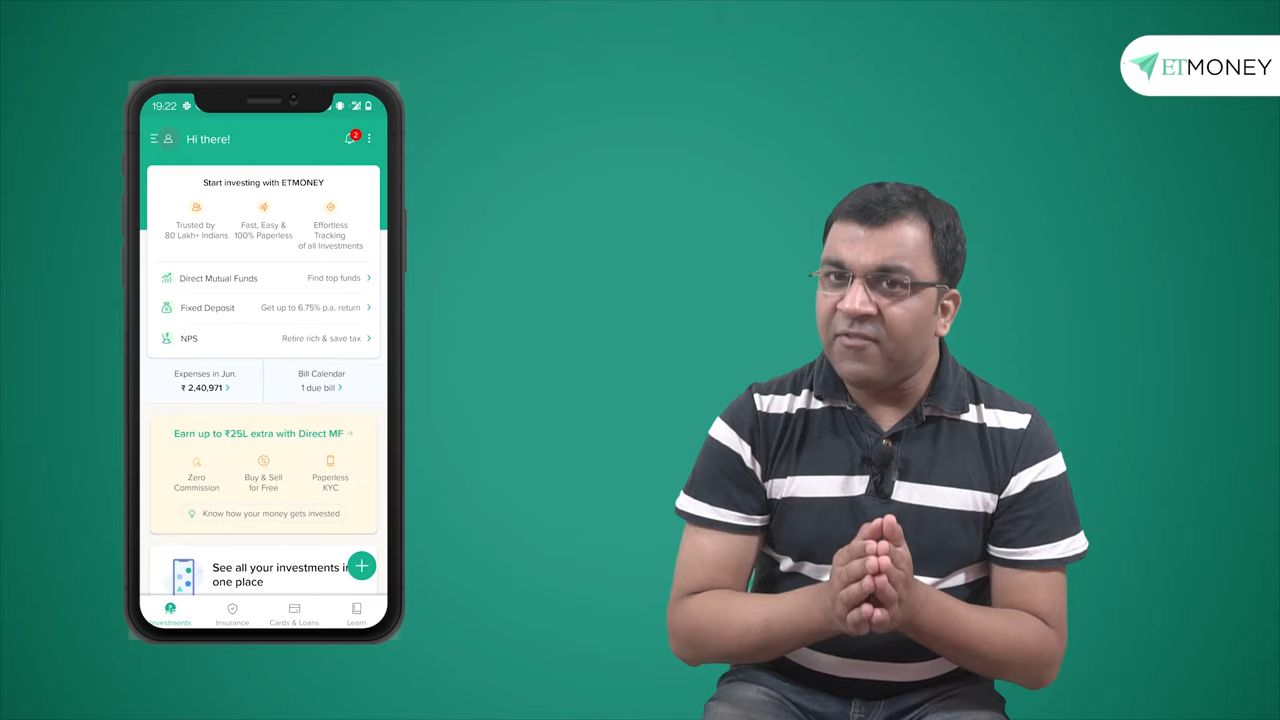 ETMONEY
19.22
Hi there!
2
Start investing with ETMONEY
Trusted by
80 Lakh+ Indians
Fast, Easy &
100% Paperless
Effortless
Tracking
of all Investments
Direct Mutual Funds
Find top funds
Fixed Deposit
Get up to 6.75% p.a. return
NPS
Retire rich & save tax
Expenses in Jun.
₹ 2,40,971
Bill Calendar
1 due bill
Earn up to ₹25L extra with Direct MF
Zero
Commission
Buy & Sell
for Free
Paperless
KYC
Know how your money gets invested
See all your investments in
one place
Investments
Insurance
Cards & Loans
Learn